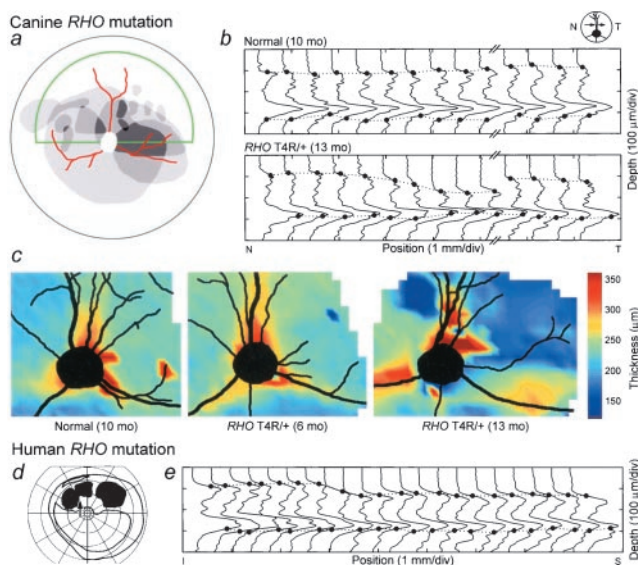 Canine RHO mutation
a
b
N T
Normal (10 mo)
RHO T4R/+ (13 mo)
Depth (100 μm/div)
N Position (1 mm/div) T
c
Normal (10 mo)
RHO T4R/+ (6 mo)
RHO T4R/+ (13 mo)
350
300
250
200
150
Thickness (μm)
Human RHO mutation
d
e
I Position (1 mm/div) S
Depth (100 μm/div)